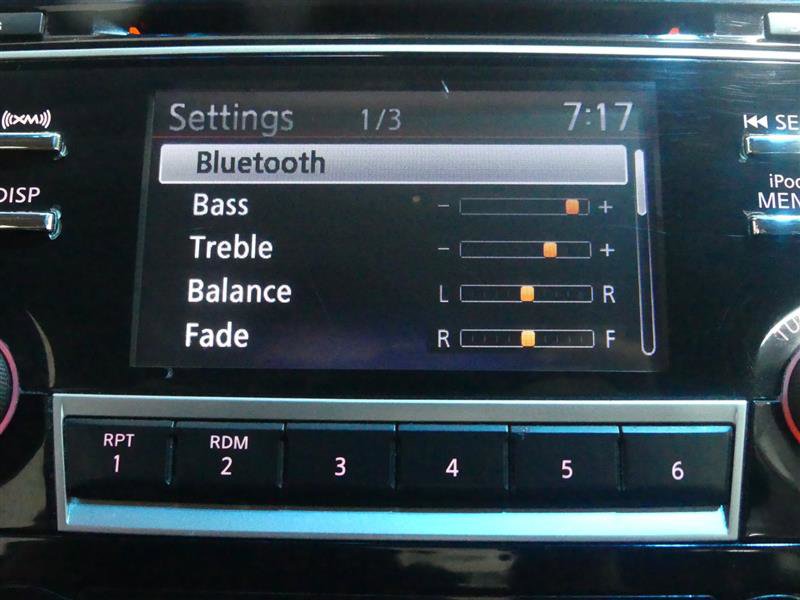 Settings 1/3 7:17
((XM))
DISP
Bluetooth
Bass - +
Treble - +
Balance L R
Fade R F
iPod
RPT 1
RDM 2
3
4
5
6